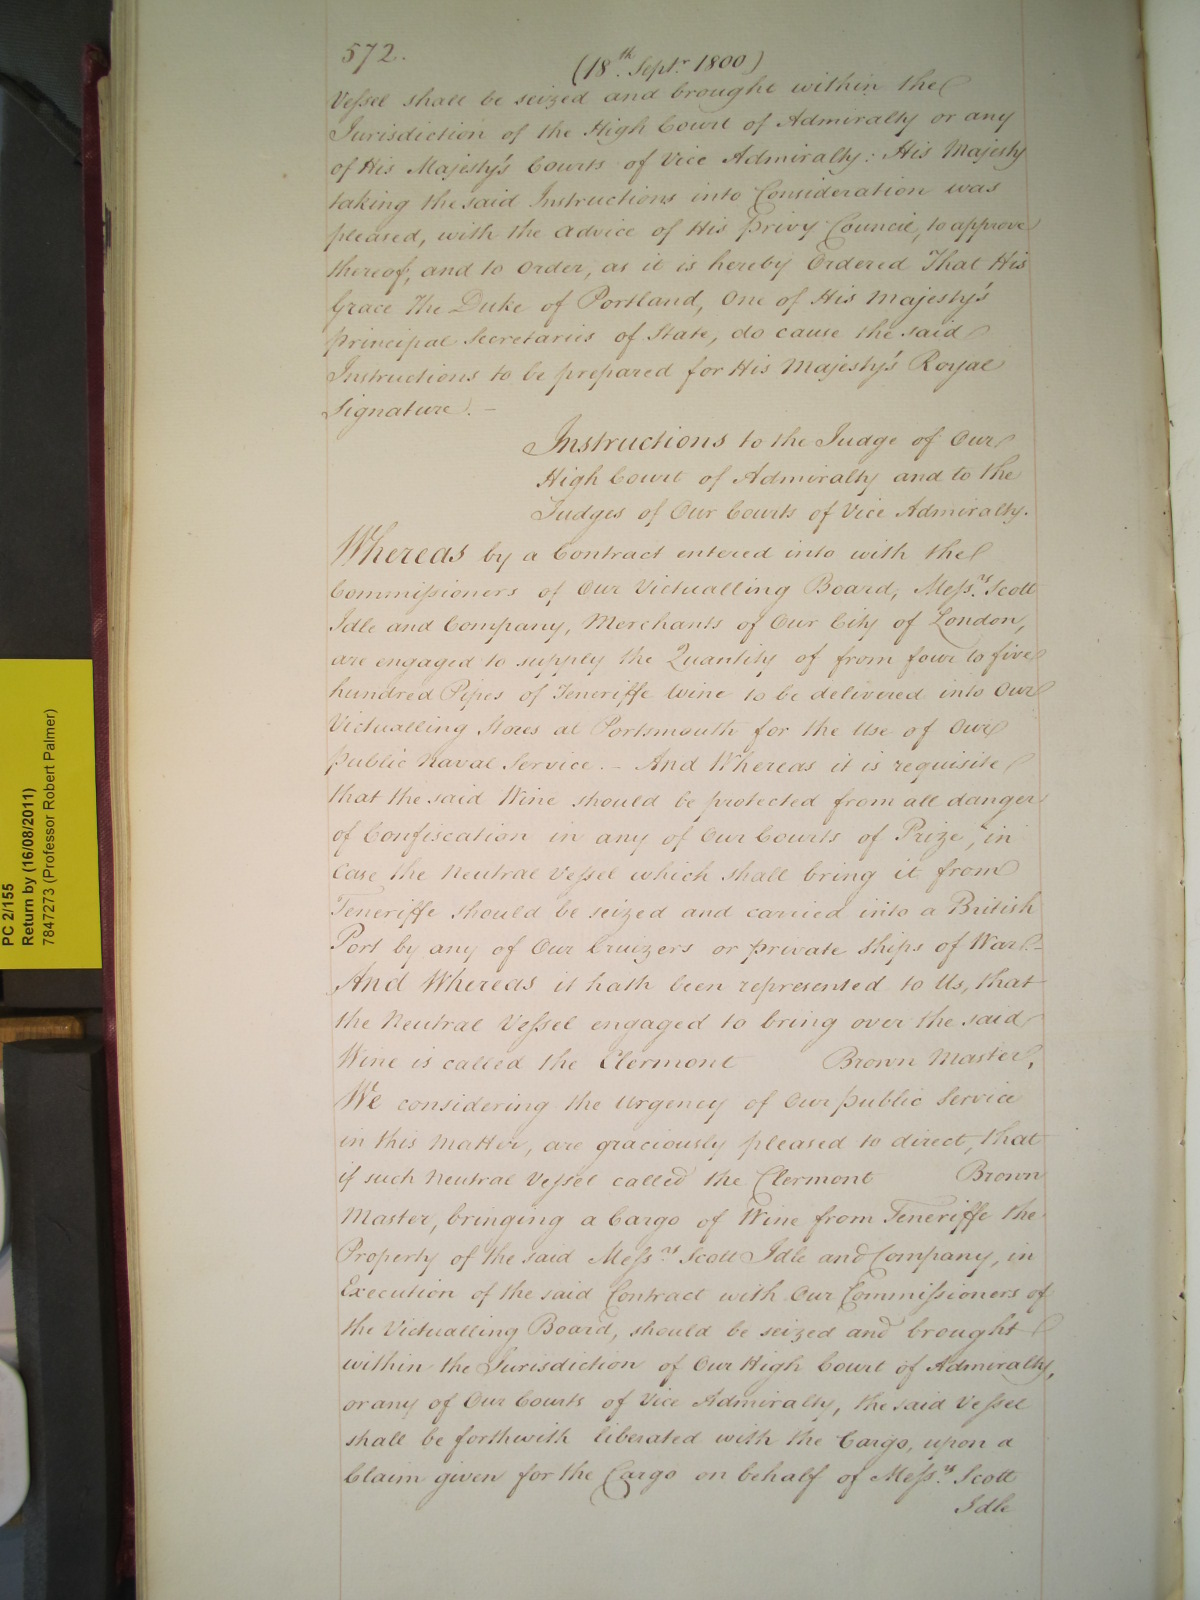 572.
(18th. Septr. 1800)
Vessel shall be seized and brought within the
Jurisdiction of the High Court of Admiralty or any
of His Majesty's Courts of Vice Admiralty: His Majesty
taking the said Instructions into Consideration was
pleased, with the advice of His Privy Council, to approve
thereof, and to order, as it is hereby Ordered That His
Grace The Duke of Portland, One of His Majesty's
principal Secretaries of State, do cause the said
Instructions to be prepared for His Majesty's Royal
Signature. -
Instructions to the Judge of Our
High Court of Admiralty and to the
Judges of Our Courts of Vice Admiralty.
Whereas by a Contract entered into with the
Commissioners of Our Victualling Board, Messrs. Scott
Idle and Company, Merchants of Our City of London,
are engaged to supply the Quantity of from four to five
hundred Pipes of Teneriffe Wine to be delivered into Our
Victualling Stores at Portsmouth for the Use of Our
public Naval Service. - And Whereas it is requisite
that the said Wine should be protected from all danger
of Confiscation in any of Our Courts of Prize, in
Case the Neutral Vessel which shall bring it from
Teneriffe should be seized and carried into a British
Port by any of Our Cruizers or private Ships of War. -
And Whereas it hath been represented to Us, that
the Neutral Vessel engaged to bring over the said
Wine is called the Clermont Brown Master,
We considering the Urgency of Our public Service
in this Matter, are graciously pleased to direct, that
if such Neutral Vessel called the Clermont Brown
Master, bringing a Cargo of Wine from Teneriffe the
Property of the said Messrs. Scott Idle and Company, in
Execution of the said Contract with Our Commissioners of
the Victualling Board, should be seized and brought
within the Jurisdiction of Our High Court of Admiralty,
or any of Our Courts of Vice Admiralty, the said Vessel
shall be forthwith liberated with the Cargo, upon a
Claim given for the Cargo on behalf of Messrs. Scott
Idle
PC 2/155
Return by (16/08/2011)
7847273 (Professor Robert Palmer)